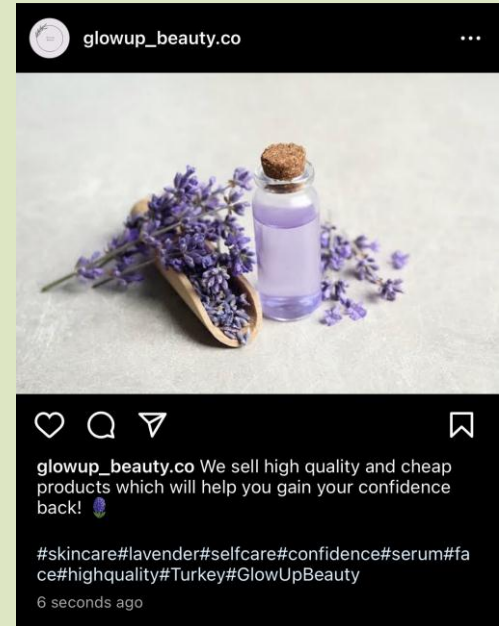 glowup_beauty.co
glowup_beauty.co We sell high quality and cheap
products which will help you gain your confidence
back! 🪻
#skincare#lavender#selfcare#confidence#serum#fa
ce#highquality#Turkey#GlowUpBeauty
6 seconds ago